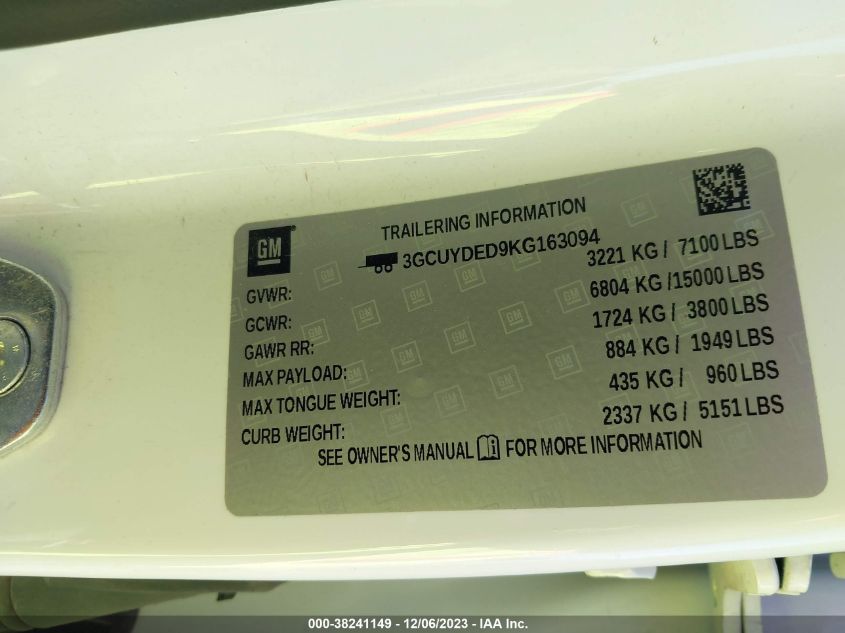 GM
TRAILERING INFORMATION
3GCUYDED9KG163094
GVWR: 3221 KG / 7100 LBS
GCWR: 6804 KG /15000 LBS
GAWR RR: 1724 KG / 3800 LBS
MAX PAYLOAD: 884 KG / 1949 LBS
MAX TONGUE WEIGHT: 435 KG / 960 LBS
CURB WEIGHT: 2337 KG / 5151 LBS
SEE OWNER'S MANUAL FOR MORE INFORMATION
000-38241149 - 12/06/2023 - IAA Inc.